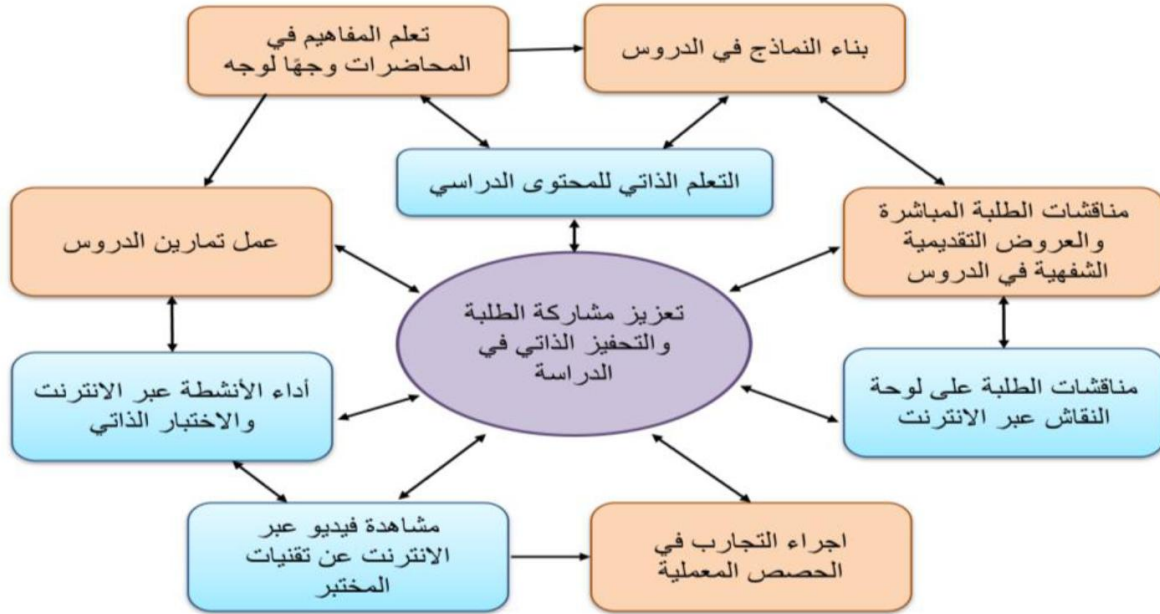 تعلم المفاهيم في
المحاضرات وجهًا لوجه
بناء النماذج في الدروس
التعلم الذاتي للمحتوى الدراسي
عمل تمارين الدروس
مناقشات الطلبة المباشرة
والعروض التقديمية
الشفهية في الدروس
تعزيز مشاركة الطلبة
والتحفيز الذاتي في
الدراسة
أداء الأنشطة عبر الانترنت
والاختبار الذاتي
مناقشات الطلبة على لوحة
النقاش عبر الانترنت
مشاهدة فيديو عبر
الانترنت عن تقنيات
المختبر
اجراء التجارب في
الحصص المعملية